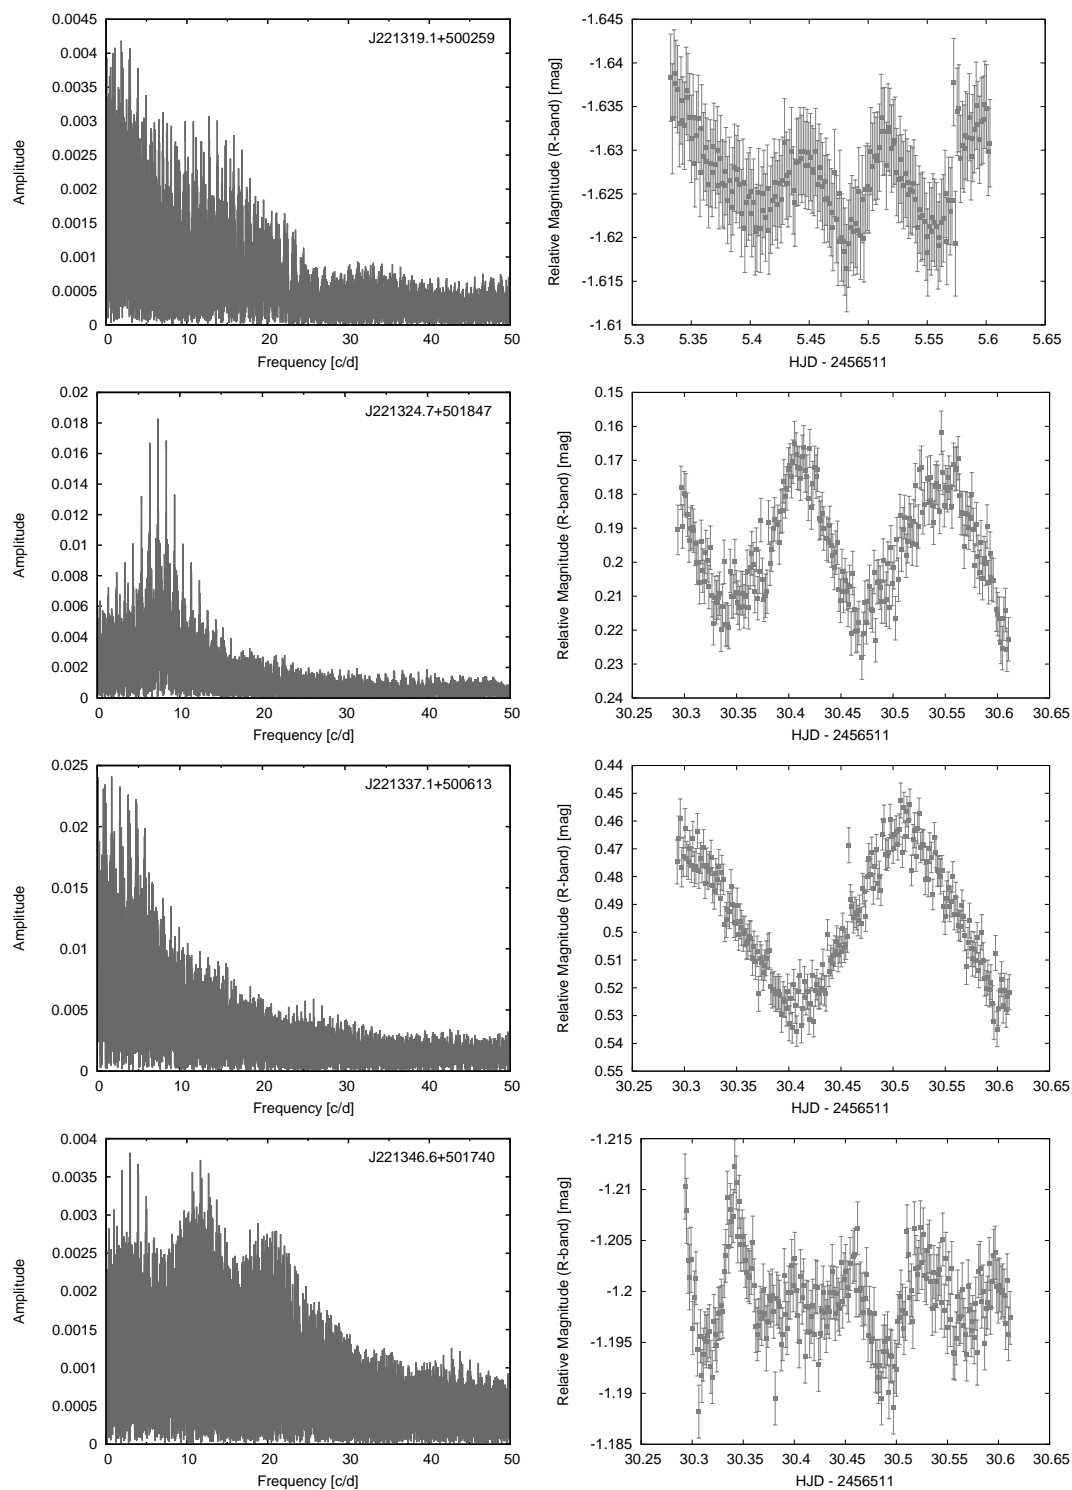 J221319.1+500259
Amplitude
0.0045
0.004
0.0035
0.003
0.0025
0.002
0.0015
0.001
0.0005
0
0 10 20 30 40 50
Frequency [c/d]
Relative Magnitude (R-band) [mag]
-1.645
-1.64
-1.635
-1.63
-1.625
-1.62
-1.615
-1.61
5.3 5.35 5.4 5.45 5.5 5.55 5.6 5.65
HJD - 2456511
J221324.7+501847
Amplitude
0.02
0.018
0.016
0.014
0.012
0.01
0.008
0.006
0.004
0.002
0
0 10 20 30 40 50
Frequency [c/d]
Relative Magnitude (R-band) [mag]
0.15
0.16
0.17
0.18
0.19
0.2
0.21
0.22
0.23
0.24
30.25 30.3 30.35 30.4 30.45 30.5 30.55 30.6 30.65
HJD - 2456511
J221337.1+500613
Amplitude
0.025
0.02
0.015
0.01
0.005
0
0 10 20 30 40 50
Frequency [c/d]
Relative Magnitude (R-band) [mag]
0.44
0.45
0.46
0.47
0.48
0.49
0.5
0.51
0.52
0.53
0.54
0.55
30.25 30.3 30.35 30.4 30.45 30.5 30.55 30.6 30.65
HJD - 2456511
J221346.6+501740
Amplitude
0.004
0.0035
0.003
0.0025
0.002
0.0015
0.001
0.0005
0
0 10 20 30 40 50
Frequency [c/d]
Relative Magnitude (R-band) [mag]
-1.215
-1.21
-1.205
-1.2
-1.195
-1.19
-1.185
30.25 30.3 30.35 30.4 30.45 30.5 30.55 30.6 30.65
HJD - 2456511